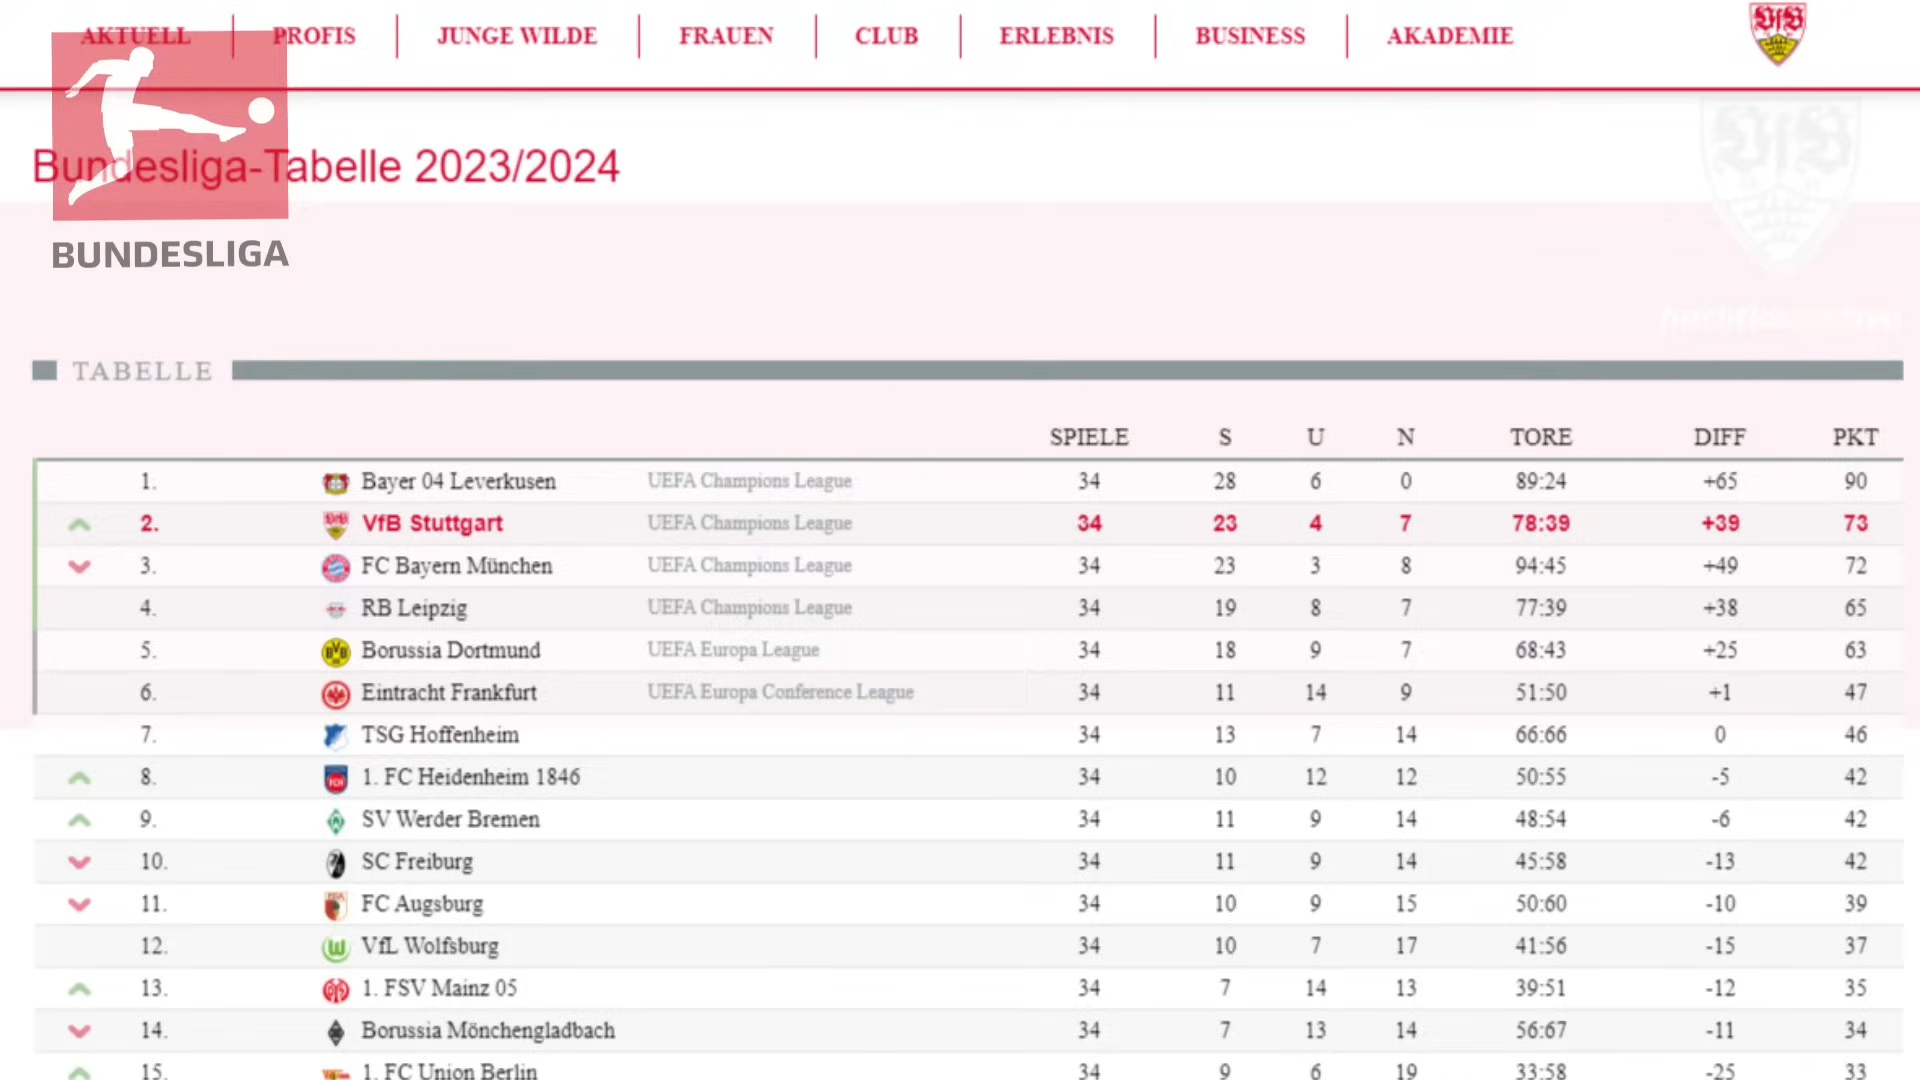 AKTUELL PROFIS JUNGE WILDE FRAUEN CLUB ERLEBNIS BUSINESS AKADEMIE
Bundesliga-Tabelle 2023/2024
BUNDESLIGA
TABELLE
SPIELE S U N TORE DIFF PKT
1. Bayer 04 Leverkusen UEFA Champions League 34 28 6 0 89:24 +65 90
2. VfB Stuttgart UEFA Champions League 34 23 4 7 78:39 +39 73
3. FC Bayern München UEFA Champions League 34 23 3 8 94:45 +49 72
4. RB Leipzig UEFA Champions League 34 19 8 7 77:39 +38 65
5. Borussia Dortmund UEFA Europa League 34 18 9 7 68:43 +25 63
6. Eintracht Frankfurt UEFA Europa Conference League 34 11 14 9 51:50 +1 47
7. TSG Hoffenheim 34 13 7 14 66:66 0 46
8. 1. FC Heidenheim 1846 34 10 12 12 50:55 -5 42
9. SV Werder Bremen 34 11 9 14 48:54 -6 42
10. SC Freiburg 34 11 9 14 45:58 -13 42
11. FC Augsburg 34 10 9 15 50:60 -10 39
12. VfL Wolfsburg 34 10 7 17 41:56 -15 37
13. 1. FSV Mainz 05 34 7 14 13 39:51 -12 35
14. Borussia Mönchengladbach 34 7 13 14 56:67 -11 34
15. 1. FC Union Berlin 34 9 6 19 33:58 -25 33